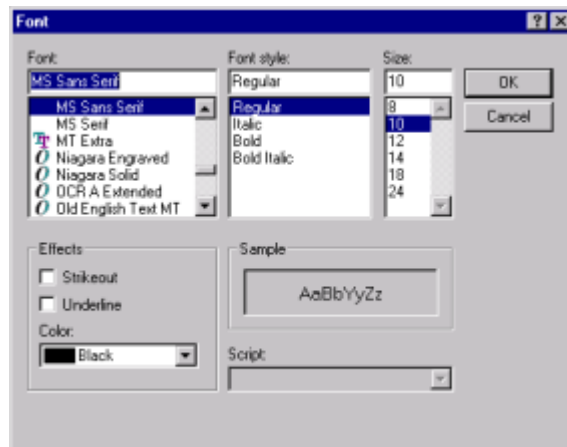 Font
Font:
MS Sans Serif
MS Sans Serif
MS Serif
MT Extra
Niagara Engraved
Niagara Solid
OCR A Extended
Old English Text MT
Font style:
Regular
Regular
Italic
Bold
Bold Italic
Size:
10
8
10
12
14
18
24
OK
Cancel
Effects
Strikeout
Underline
Color:
Black
Sample
AaBbYyZz
Script: